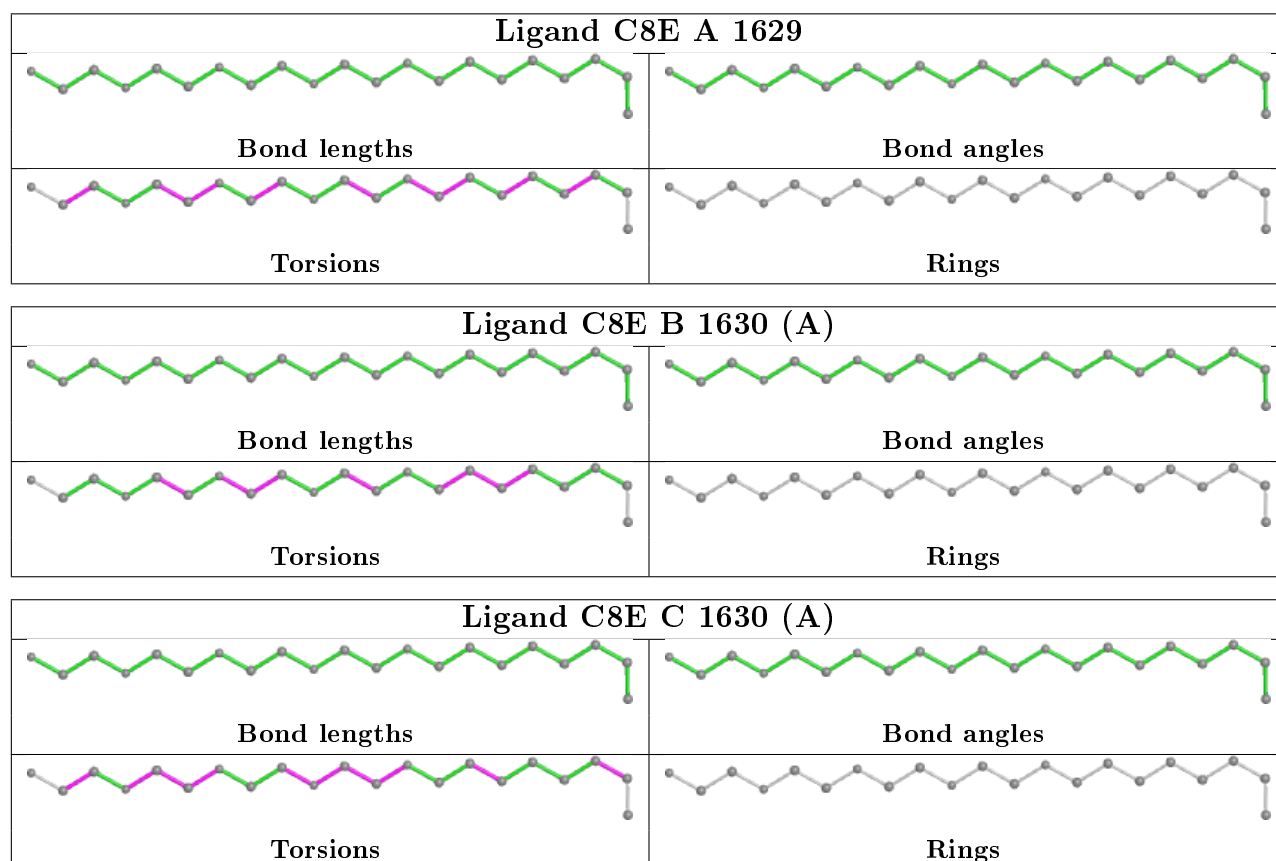 Ligand C8E A 1629
Bond lengths Bond angles
Torsions Rings
Ligand C8E B 1630 (A)
Bond lengths Bond angles
Torsions Rings
Ligand C8E C 1630 (A)
Bond lengths Bond angles
Torsions Rings